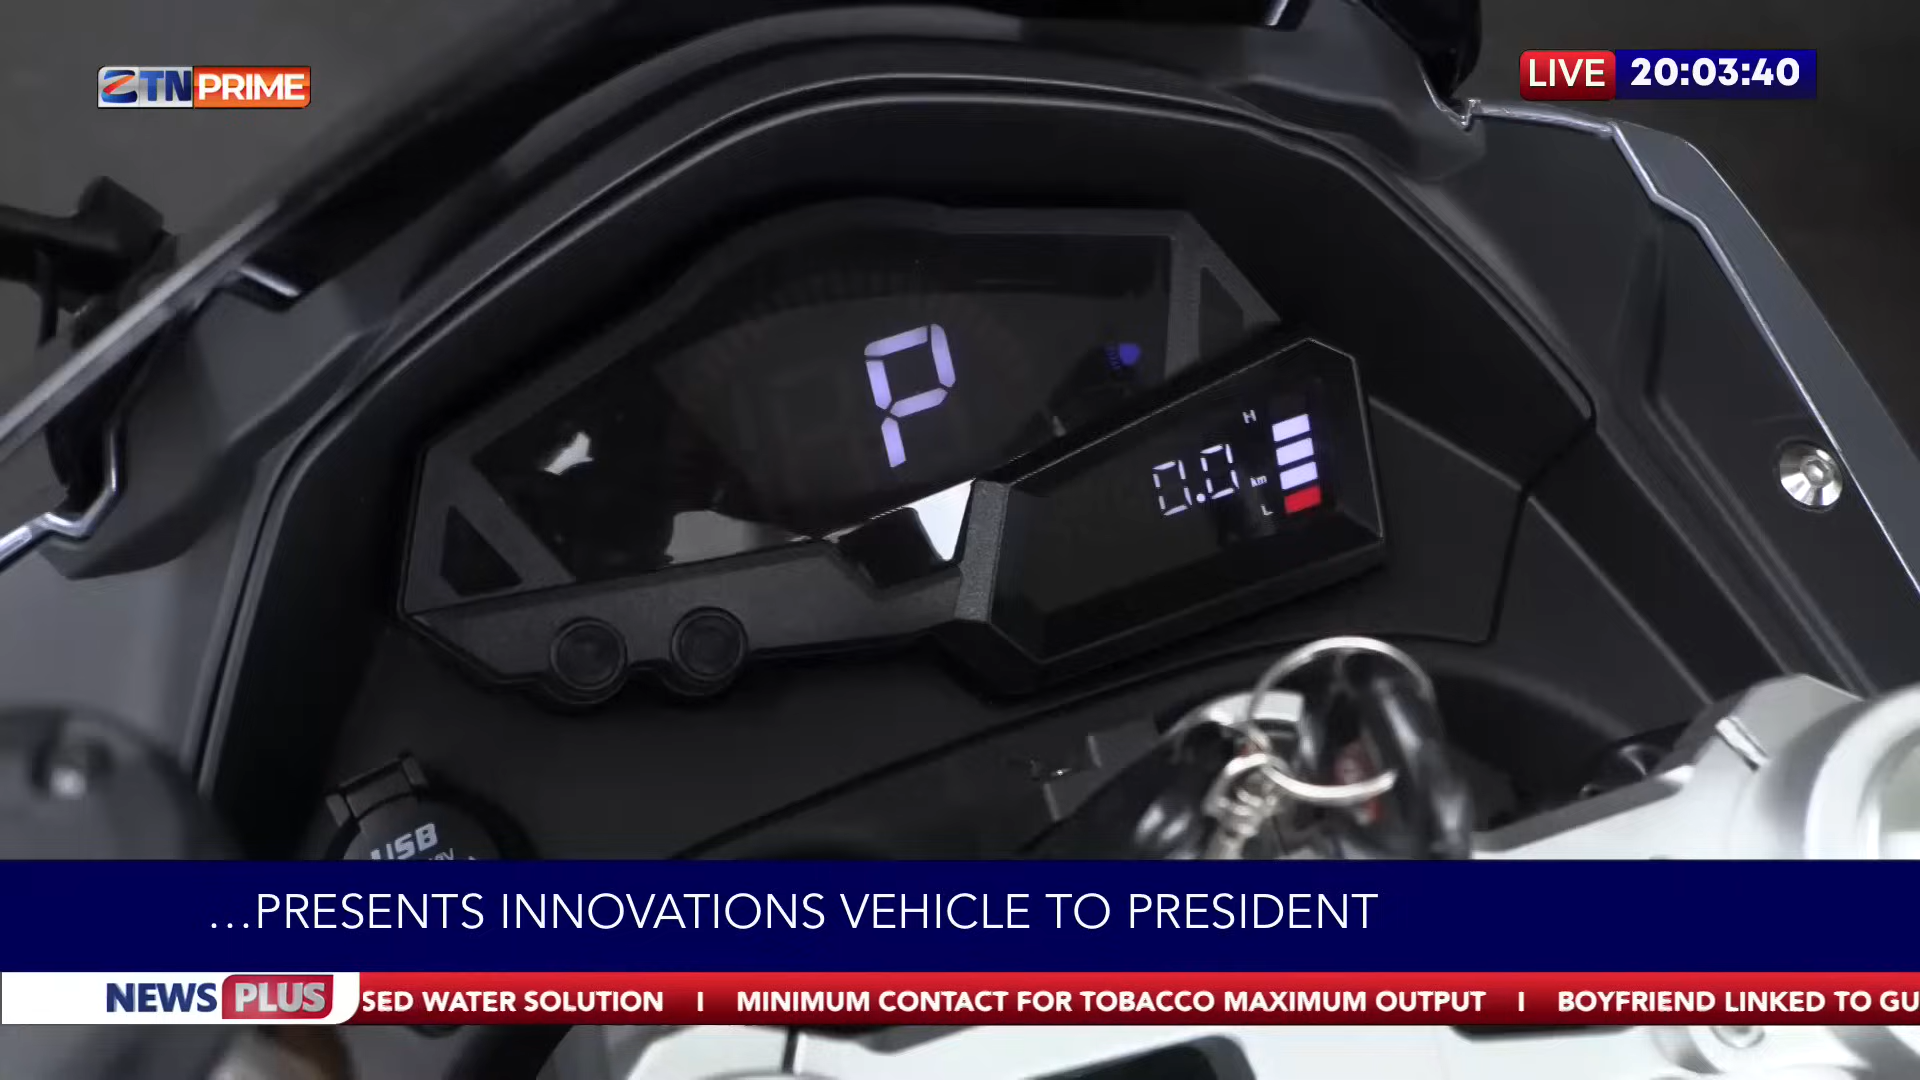 ZTN PRIME
LIVE 20:03:40
P
H
0.0 km
L
USB
...PRESENTS INNOVATIONS VEHICLE TO PRESIDENT
NEWS PLUS
SED WATER SOLUTION I MINIMUM CONTACT FOR TOBACCO MAXIMUM OUTPUT I BOYFRIEND LINKED TO GU